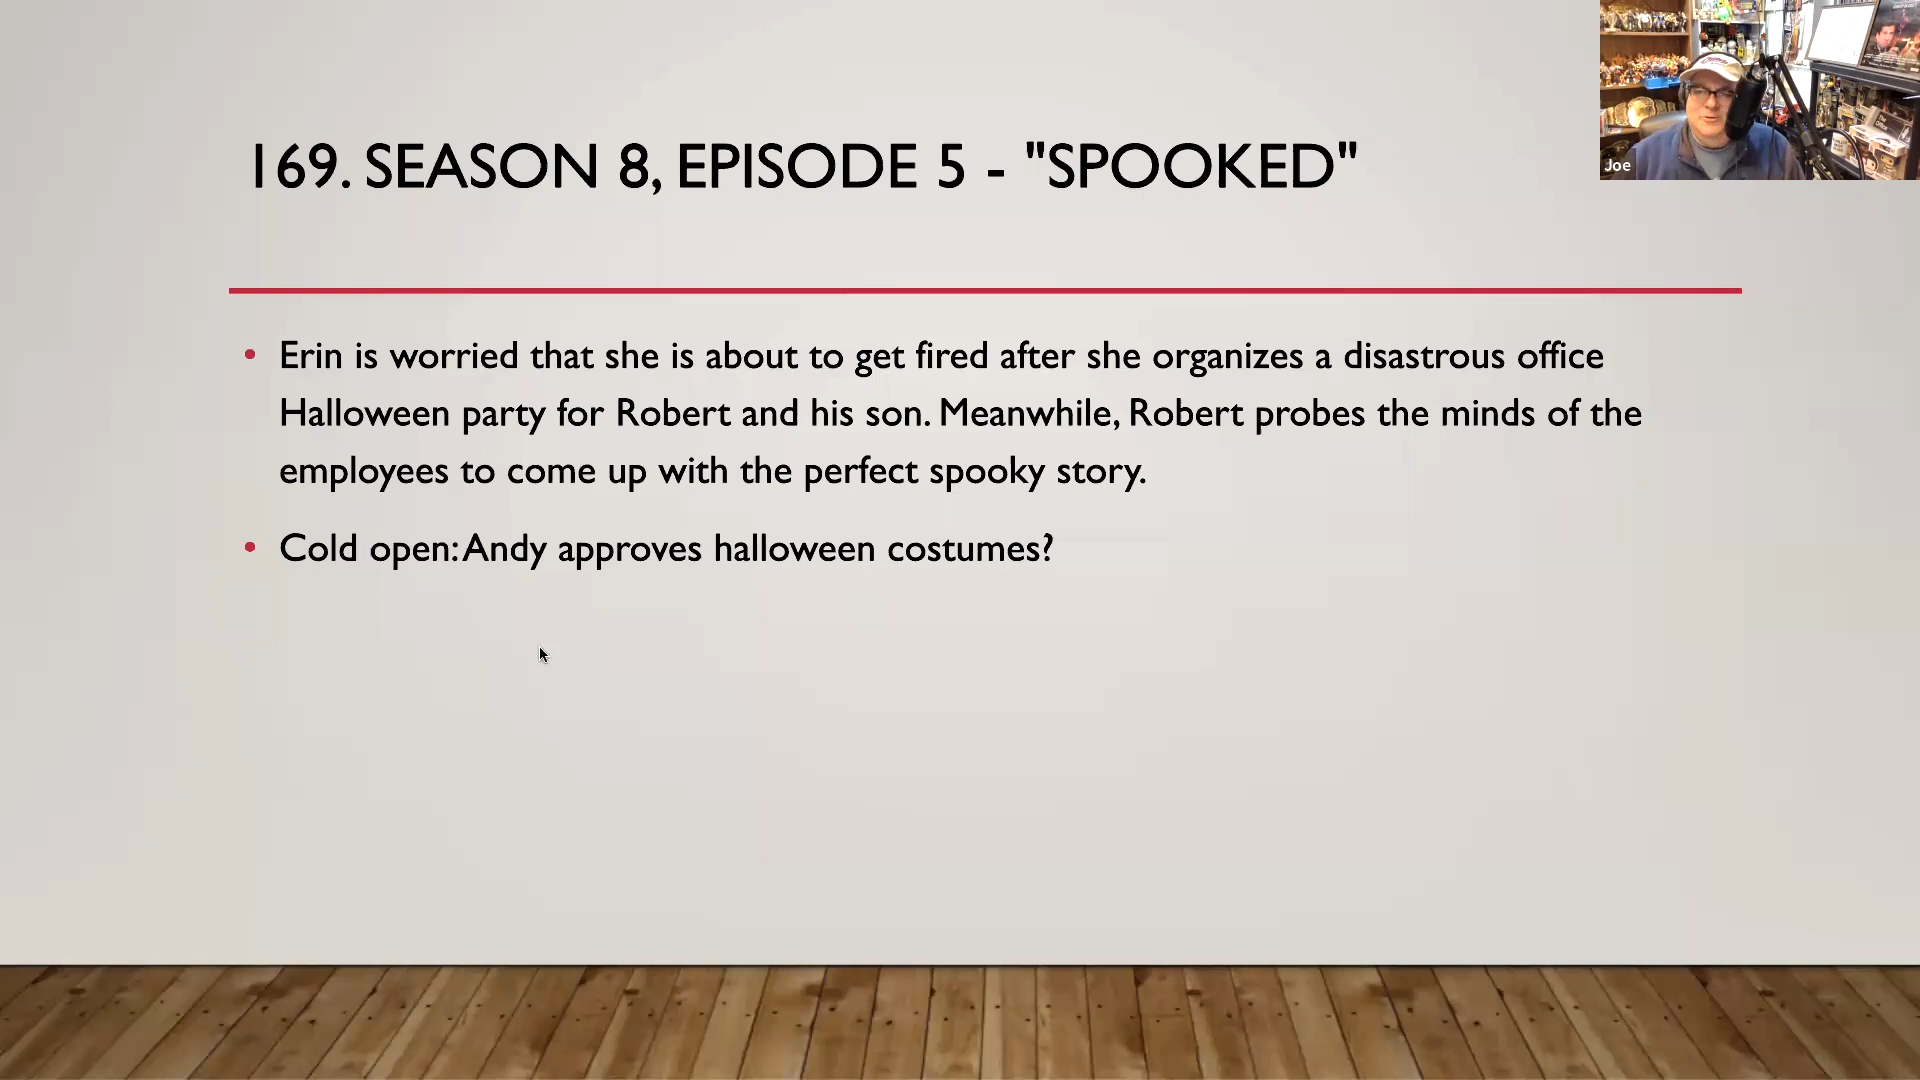 169. SEASON 8, EPISODE 5 - "SPOOKED"
• Erin is worried that she is about to get fired after she organizes a disastrous office
Halloween party for Robert and his son. Meanwhile, Robert probes the minds of the
employees to come up with the perfect spooky story.
• Cold open: Andy approves halloween costumes?
Joe
The
Office